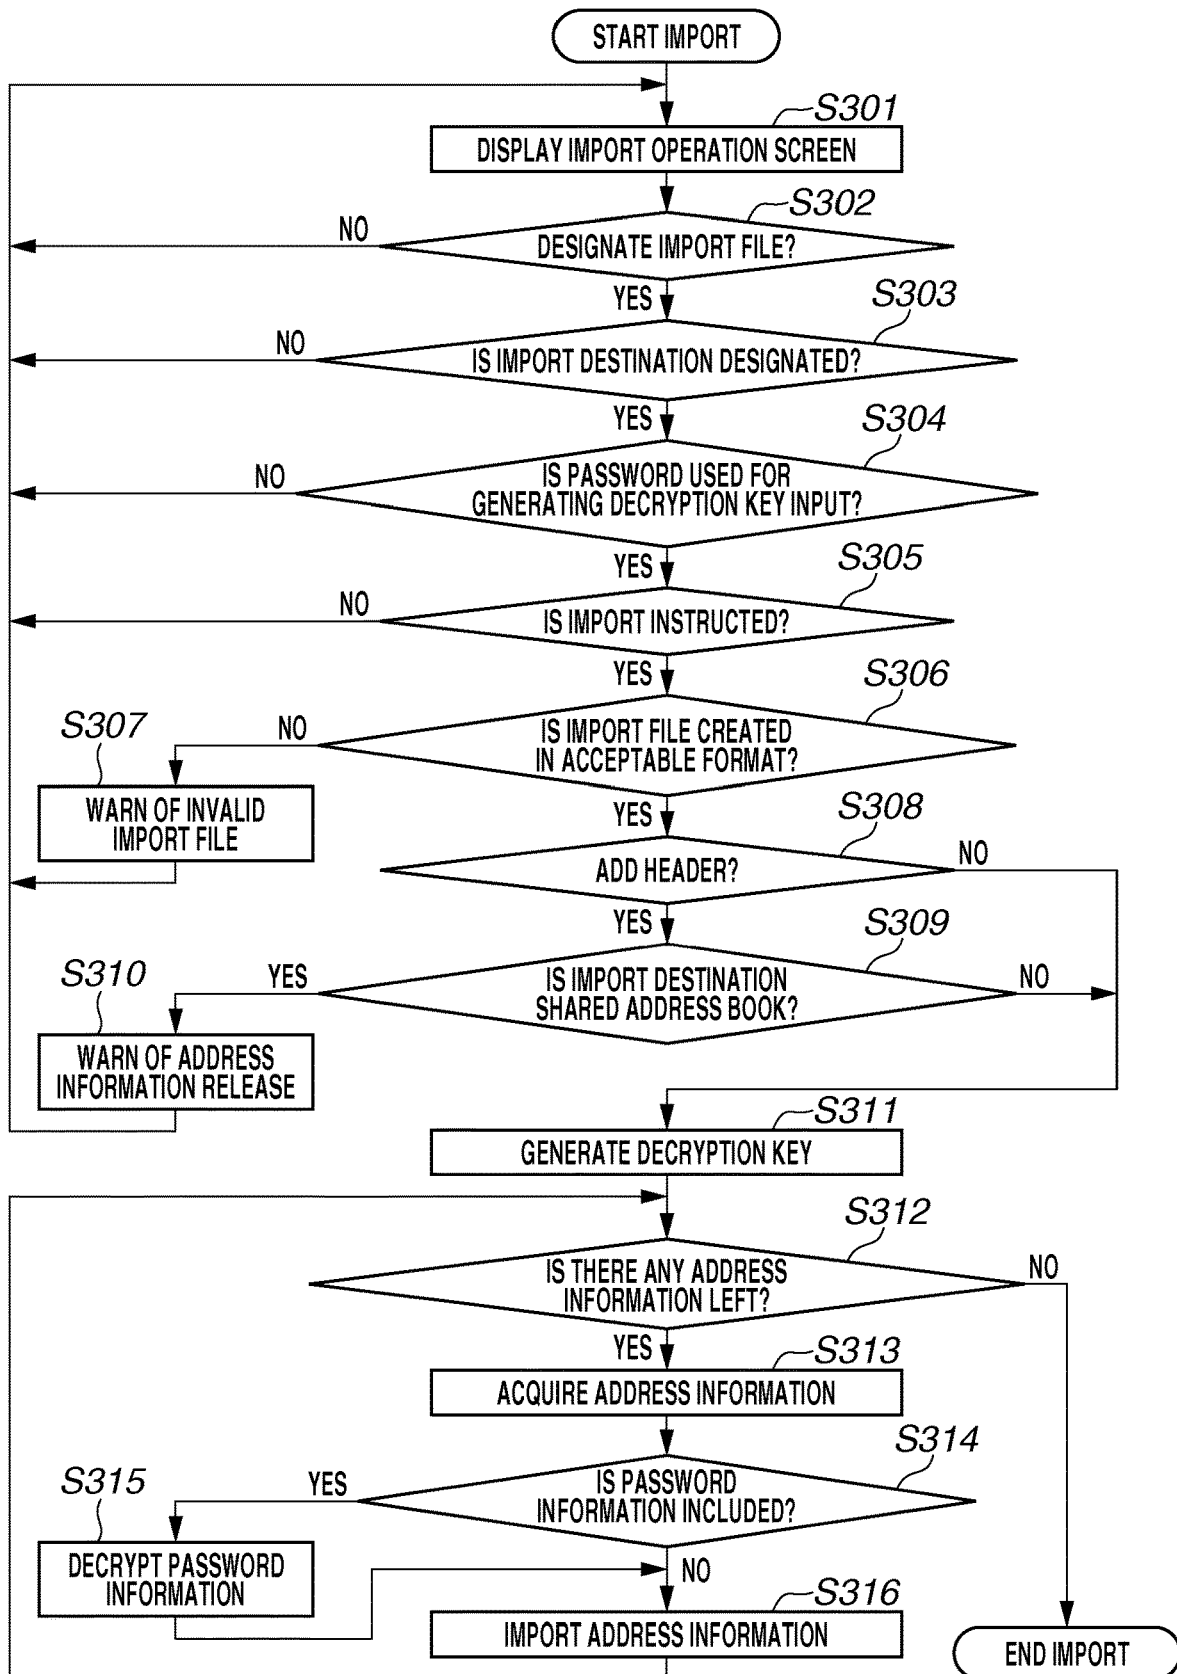 START IMPORT
S301
DISPLAY IMPORT OPERATION SCREEN
S302
NO
DESIGNATE IMPORT FILE?
YES
S303
NO
IS IMPORT DESTINATION DESIGNATED?
YES
S304
NO
IS PASSWORD USED FOR
GENERATING DECRYPTION KEY INPUT?
YES
S305
NO
IS IMPORT INSTRUCTED?
YES
S306
S307
NO
IS IMPORT FILE CREATED
IN ACCEPTABLE FORMAT?
WARN OF INVALID
IMPORT FILE
YES
S308
ADD HEADER?
NO
YES
S309
S310
YES
IS IMPORT DESTINATION
SHARED ADDRESS BOOK?
NO
WARN OF ADDRESS
INFORMATION RELEASE
S311
GENERATE DECRYPTION KEY
S312
IS THERE ANY ADDRESS
INFORMATION LEFT?
NO
YES
S313
ACQUIRE ADDRESS INFORMATION
S314
S315
YES
IS PASSWORD
INFORMATION INCLUDED?
DECRYPT PASSWORD
INFORMATION
NO
S316
IMPORT ADDRESS INFORMATION
END IMPORT